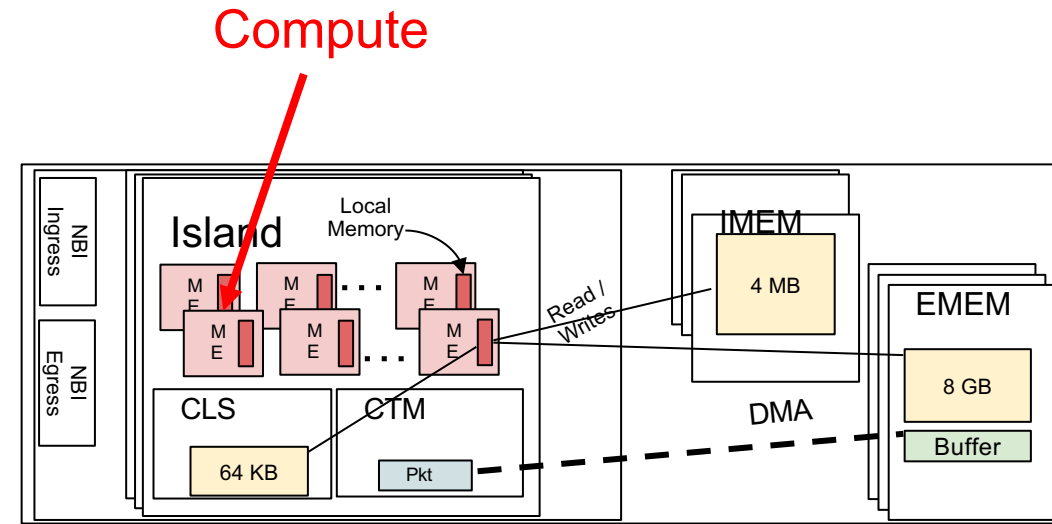 Compute
NBI
Ingress
NBI
Egress
Island
Local
Memory
M
E
M
E
...
M
E
M
E
M
E
...
M
E
CLS
64 KB
CTM
Pkt
Read /
Writes
IMEM
4 MB
DMA
EMEM
8 GB
Buffer